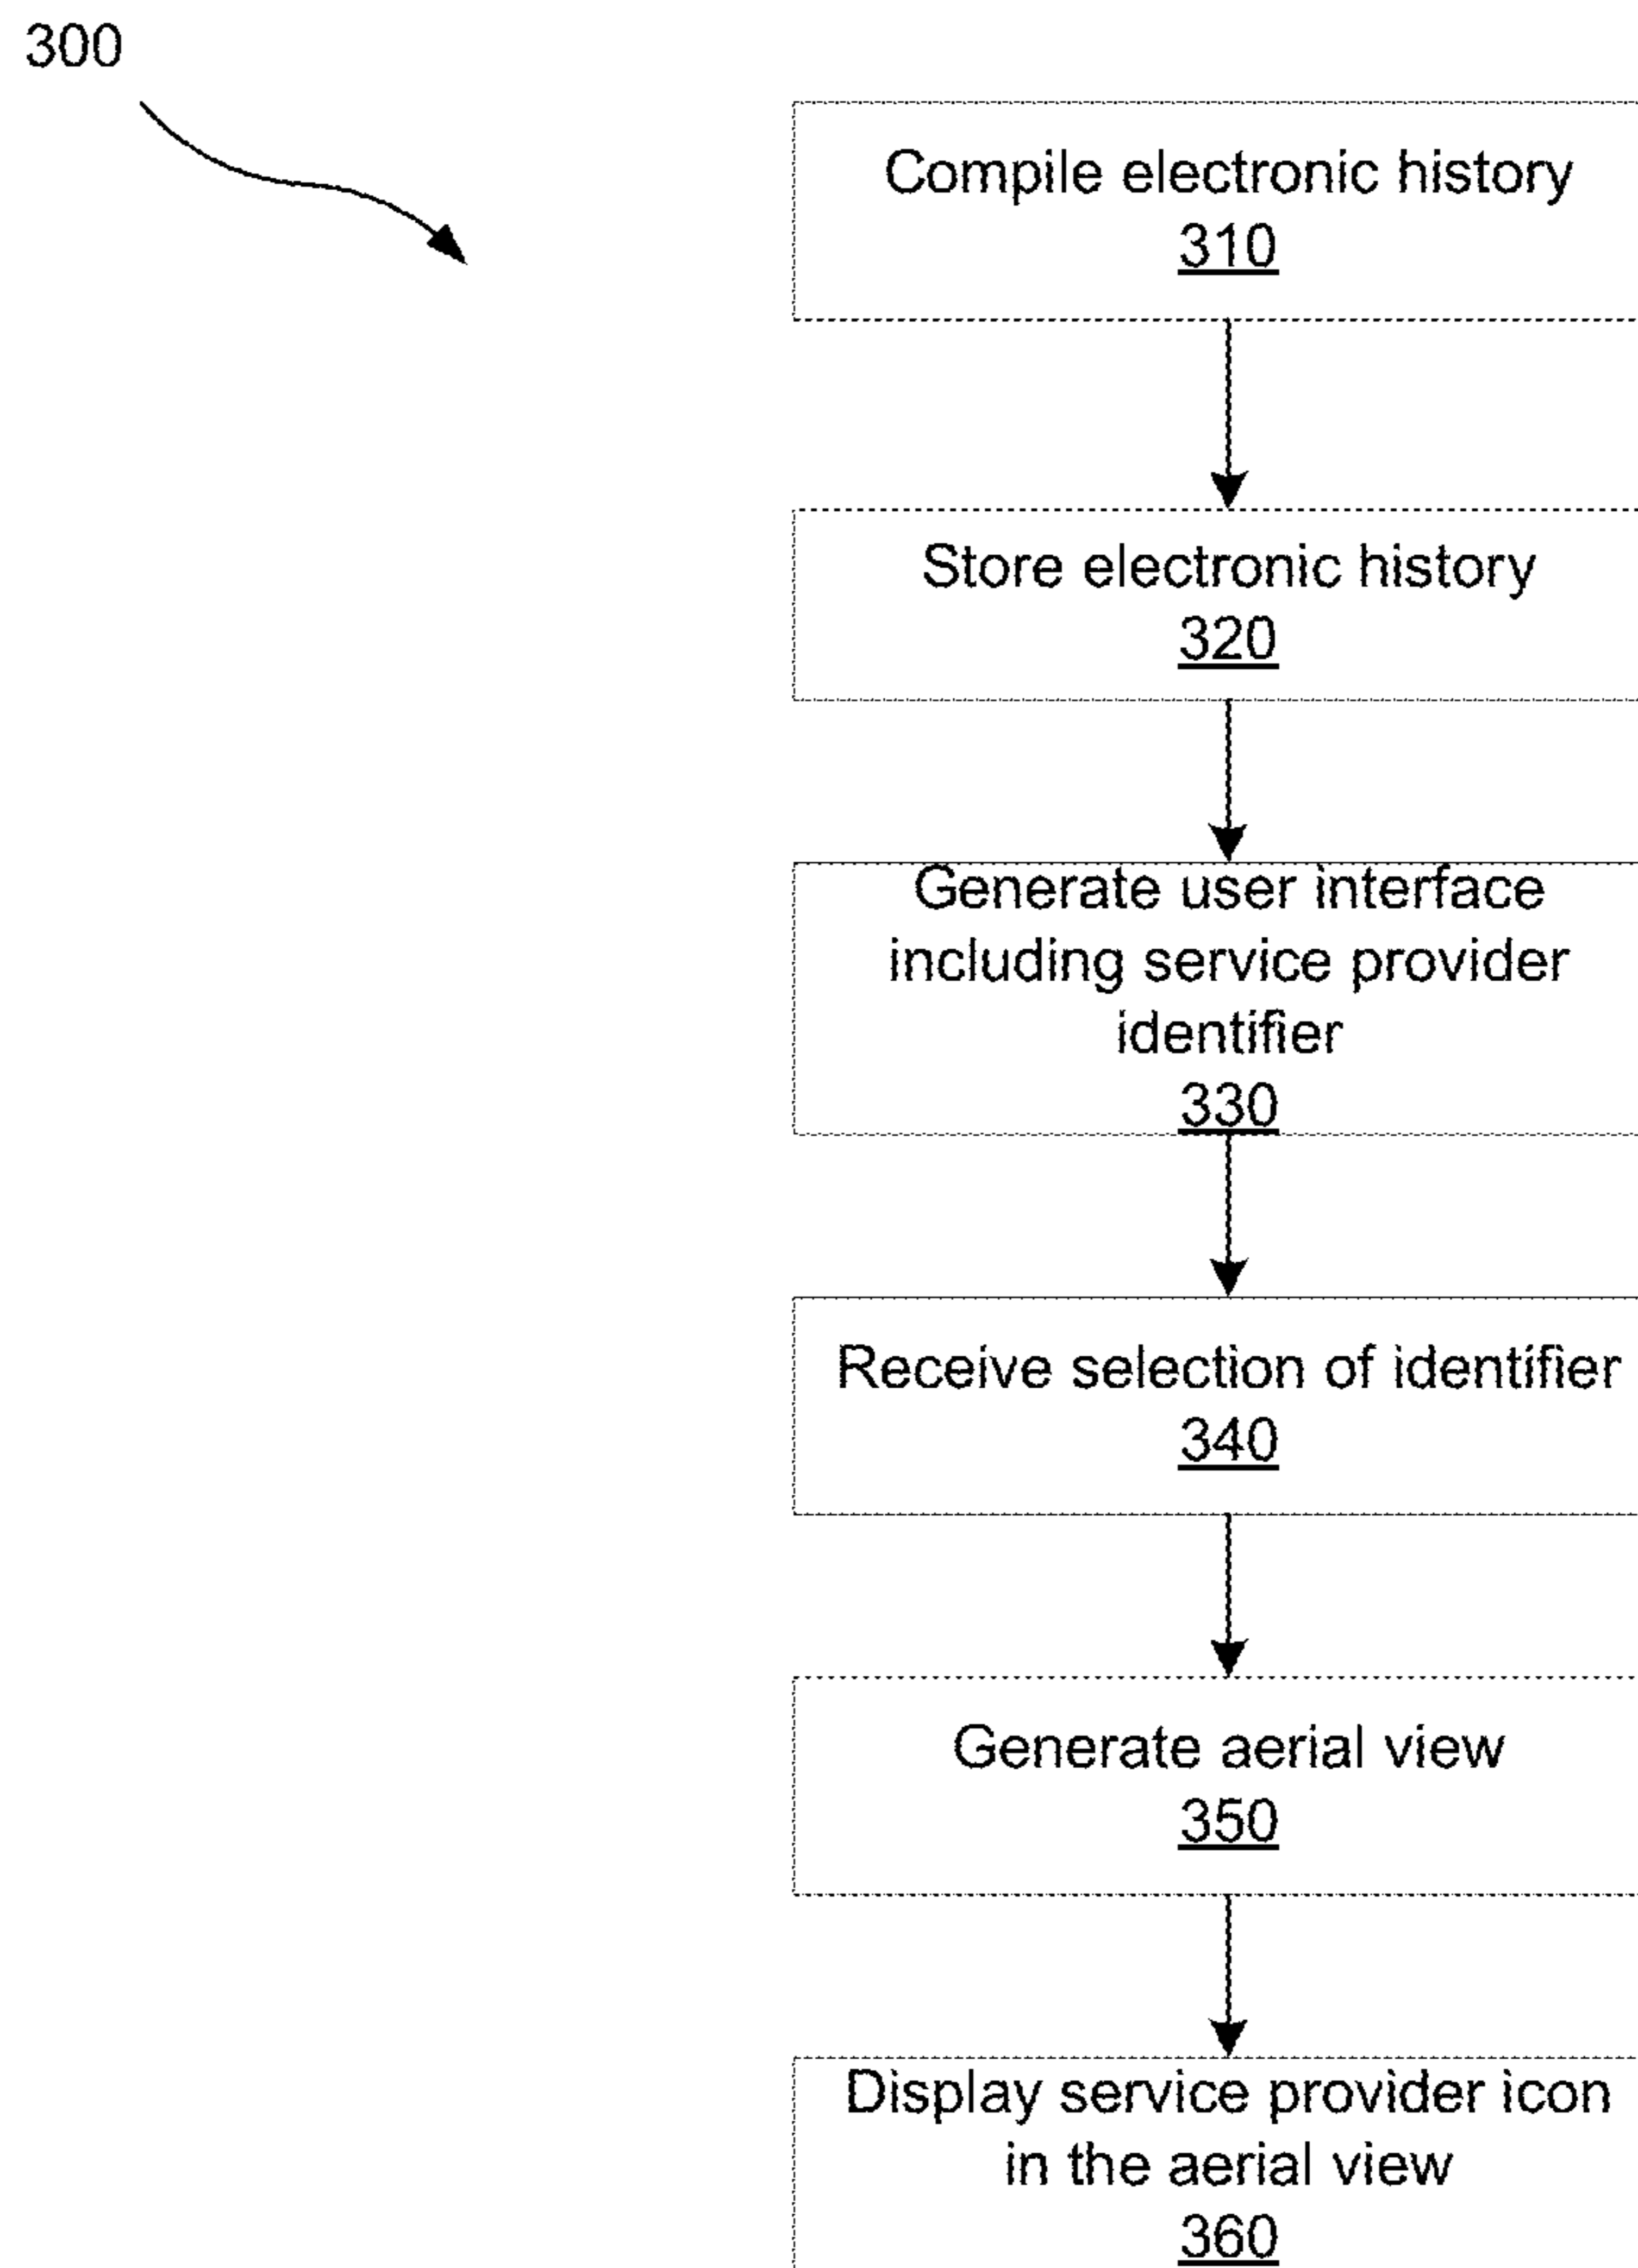 300
Compile electronic history
310
Store electronic history
320
Generate user interface
including service provider
identifier
330
Receive selection of identifier
340
Generate aerial view
350
Display service provider icon
in the aerial view
360